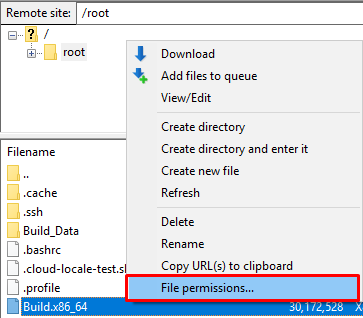 Remote site: /root
/
root
Download
Add files to queue
View/Edit
Create directory
Create directory and enter it
Create new file
Refresh
Delete
Rename
Copy URL(s) to clipboard
File permissions...
Filename
..
.cache
.ssh
Build_Data
.bashrc
.cloud-locale-test.s
.profile
Build.x86_64 30,172,528 X